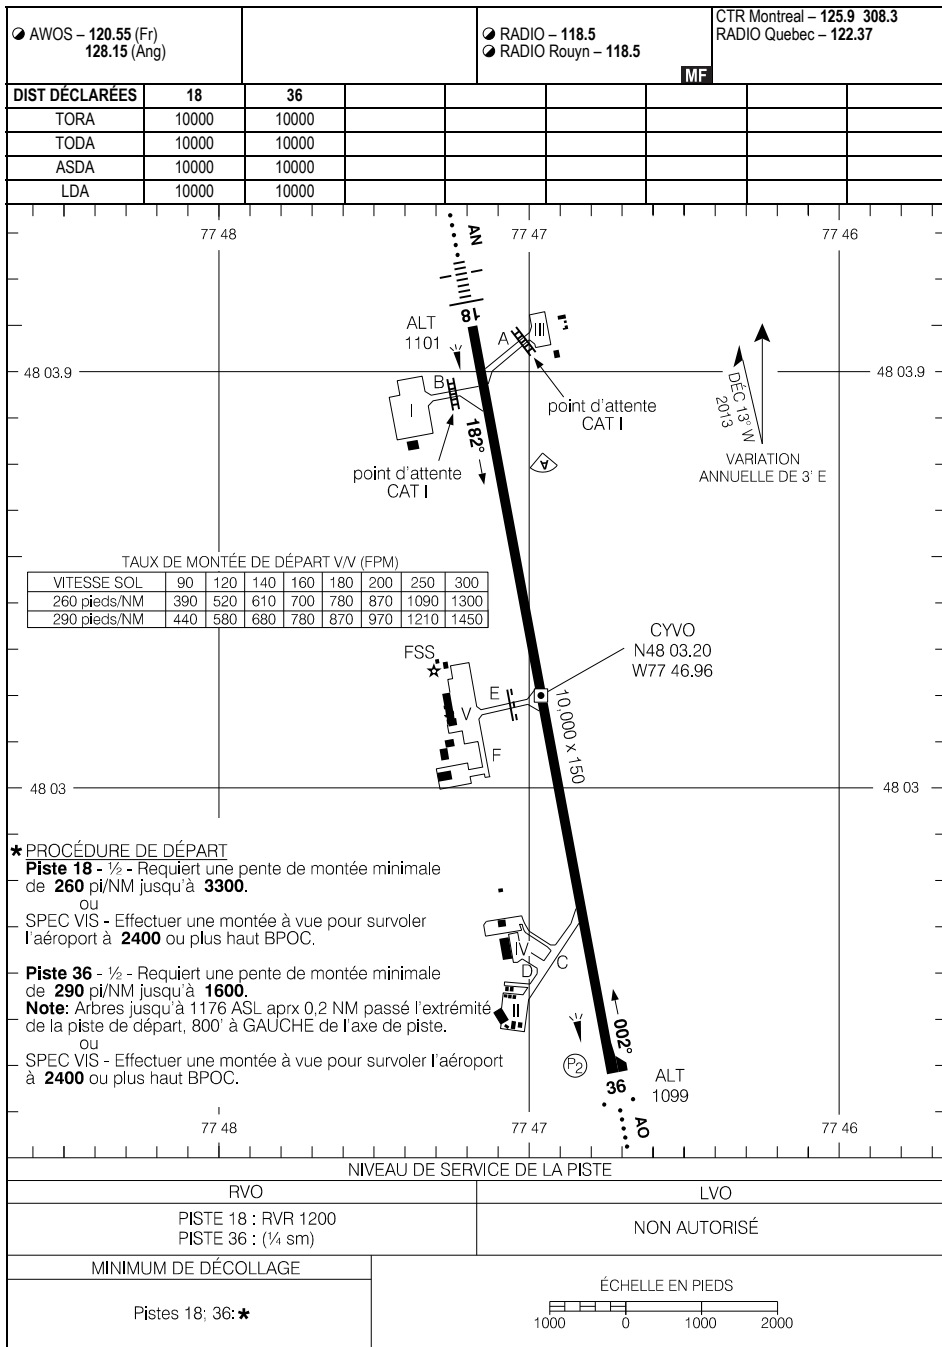 AWOS – 120.55 (Fr)
128.15 (Ang)
RADIO – 118.5
RADIO Rouyn – 118.5
MF
CTR Montreal – 125.9 308.3
RADIO Quebec – 122.37
DIST DÉCLARÉES 18 36
TORA 10000 10000
TODA 10000 10000
ASDA 10000 10000
LDA 10000 10000
77 48 77 47 77 46
AN
18
ALT
1101
A
III
48 03.9 48 03.9
B
I
point d'attente
CAT I
182°
point d'attente
CAT I
A
DÉC 13° W
2013
VARIATION
ANNUELLE DE 3' E
TAUX DE MONTÉE DE DÉPART V/V (FPM)
VITESSE SOL 90 120 140 160 180 200 250 300
260 pieds/NM 390 520 610 700 780 870 1090 1300
290 pieds/NM 440 580 680 780 870 970 1210 1450
CYVO
N48 03.20
W77 46.96
FSS
E
V
F
10,000 x 150
48 03 48 03
* PROCÉDURE DE DÉPART
Piste 18 - ½ - Requiert une pente de montée minimale
de 260 pi/NM jusqu'à 3300.
ou
SPEC VIS - Effectuer une montée à vue pour survoler
l'aéroport à 2400 ou plus haut BPOC.
Piste 36 - ½ - Requiert une pente de montée minimale
de 290 pi/NM jusqu'à 1600.
Note: Arbres jusqu'à 1176 ASL aprx 0,2 NM passé l'extrémité
de la piste de départ, 800' à GAUCHE de l'axe de piste.
ou
SPEC VIS - Effectuer une montée à vue pour survoler l'aéroport
à 2400 ou plus haut BPOC.
IV
D
C
II
002°
P2
36
ALT
1099
AO
77 48 77 47 77 46
NIVEAU DE SERVICE DE LA PISTE
RVO LVO
PISTE 18 : RVR 1200
PISTE 36 : (¼ sm)
NON AUTORISÉ
MINIMUM DE DÉCOLLAGE
Pistes 18; 36: *
ÉCHELLE EN PIEDS
1000 0 1000 2000